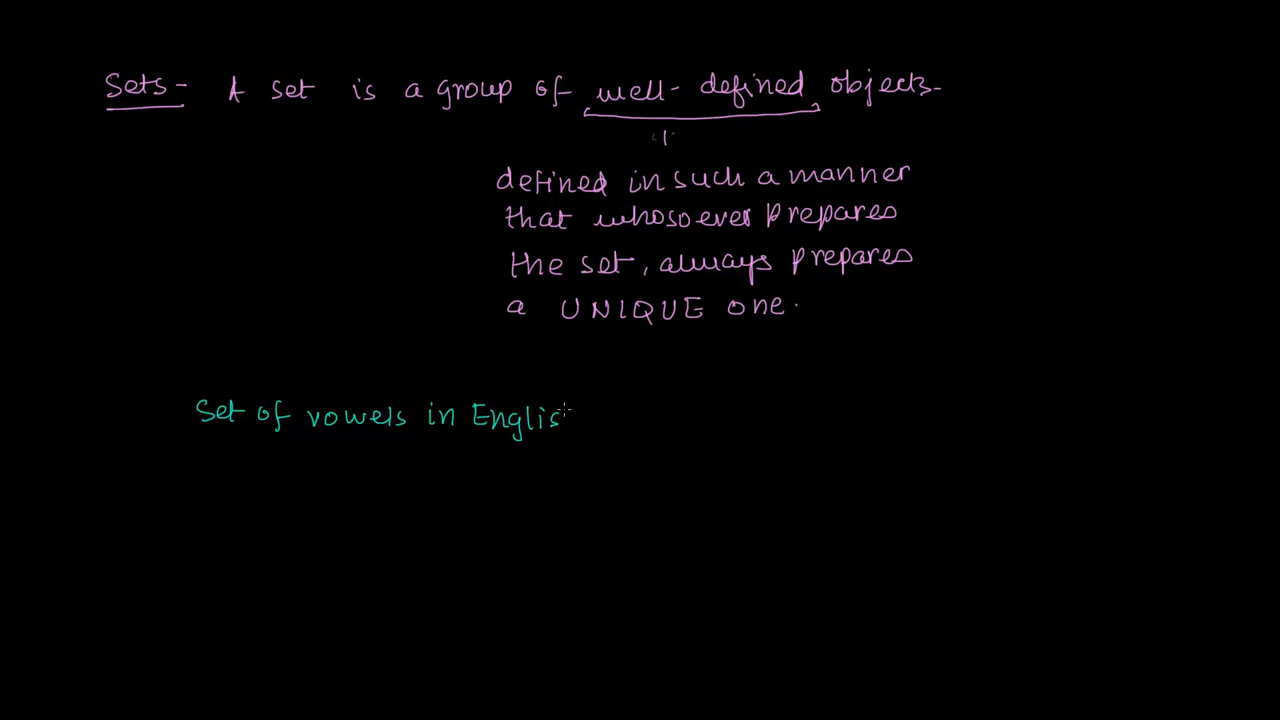 Sets - A set is a group of well-defined objects.
defined in such a manner
that whosoever prepares
the set, always prepares
a UNIQUE one.
Set of vowels in Englis